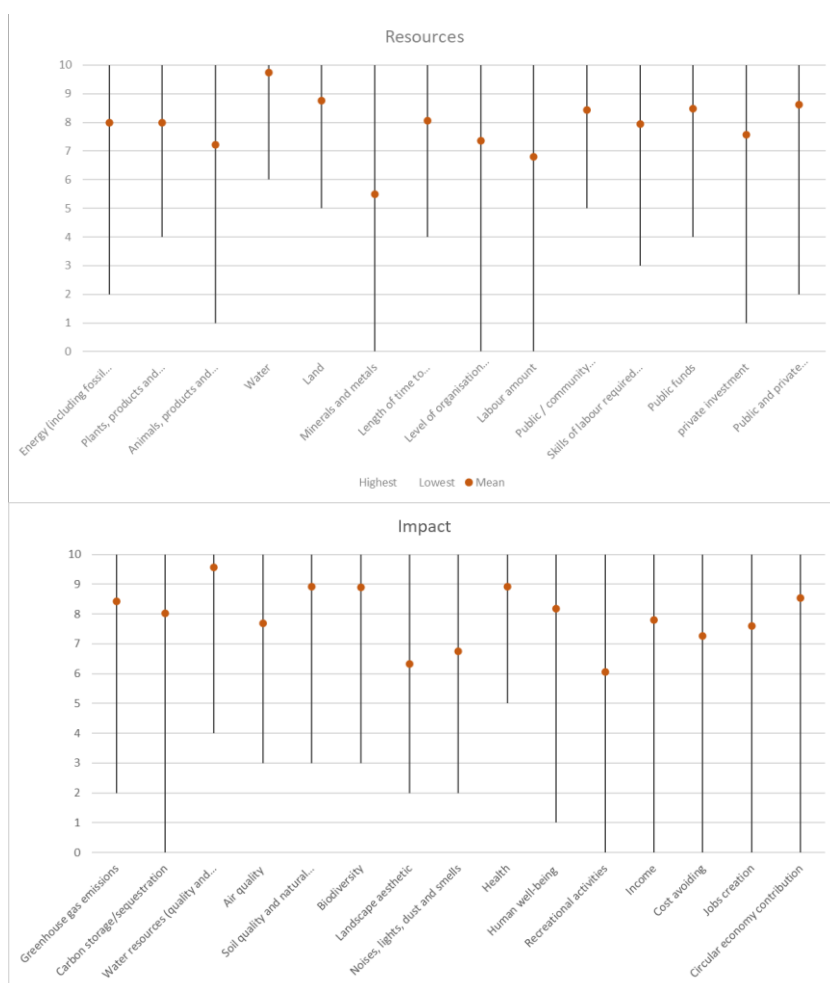 Resources
10
9
8
7
6
5
4
3
2
1
0
Energy (including fossil...
Plants, products and...
Animals, products and...
Water
Land
Minerals and metals
Length of time to...
Level of organisation...
Labour amount
Public / community...
Skills of labour required...
Public funds
private investment
Public and private...
Highest Lowest Mean
Impact
10
9
8
7
6
5
4
3
2
1
0
Greenhouse gas emissions
Carbon storage/sequestration
Water resources (quality and...
Air quality
Soil quality and natural...
Biodiversity
Landscape aesthetic
Noises, lights, dust and smells
Health
Human well-being
Recreational activities
Income
Cost avoiding
Jobs creation
Circular economy contribution